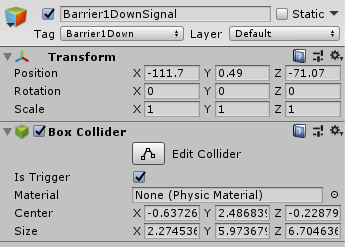 Barrier1DownSignal Static
Tag Barrier1Down Layer Default
Transform
Position X -111.7 Y 0.49 Z -71.07
Rotation X 0 Y 0 Z 0
Scale X 1 Y 1 Z 1
Box Collider
Edit Collider
Is Trigger
Material None (Physic Material)
Center X -0.63726 Y 2.486839 Z -0.22879
Size X 2.274536 Y 5.973679 Z 6.704636